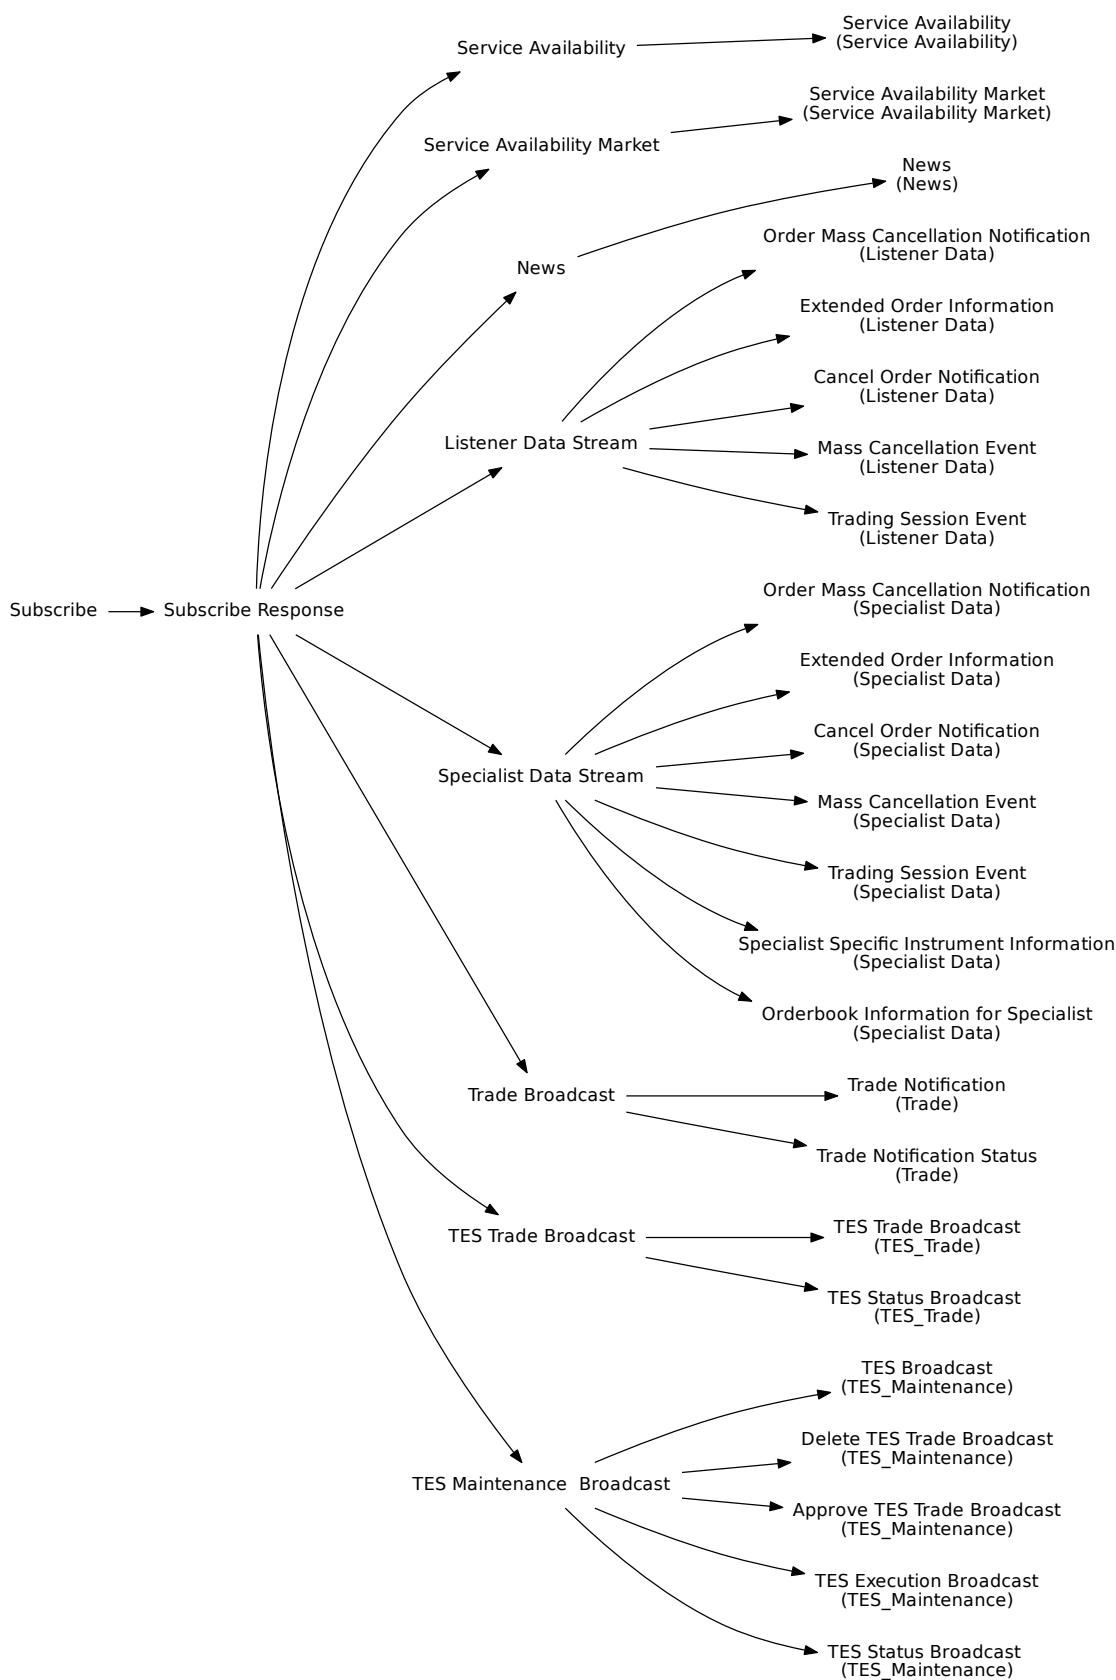 Service Availability
(Service Availability)
Service Availability
Service Availability Market
(Service Availability Market)
Service Availability Market
News
(News)
Order Mass Cancellation Notification
(Listener Data)
News
Extended Order Information
(Listener Data)
Cancel Order Notification
(Listener Data)
Listener Data Stream
Mass Cancellation Event
(Listener Data)
Trading Session Event
(Listener Data)
Subscribe
Subscribe Response
Order Mass Cancellation Notification
(Specialist Data)
Extended Order Information
(Specialist Data)
Cancel Order Notification
(Specialist Data)
Specialist Data Stream
Mass Cancellation Event
(Specialist Data)
Trading Session Event
(Specialist Data)
Specialist Specific Instrument Information
(Specialist Data)
Orderbook Information for Specialist
(Specialist Data)
Trade Broadcast
Trade Notification
(Trade)
Trade Notification Status
(Trade)
TES Trade Broadcast
TES Trade Broadcast
(TES_Trade)
TES Status Broadcast
(TES_Trade)
TES Broadcast
(TES_Maintenance)
Delete TES Trade Broadcast
(TES_Maintenance)
TES Maintenance  Broadcast
Approve TES Trade Broadcast
(TES_Maintenance)
TES Execution Broadcast
(TES_Maintenance)
TES Status Broadcast
(TES_Maintenance)